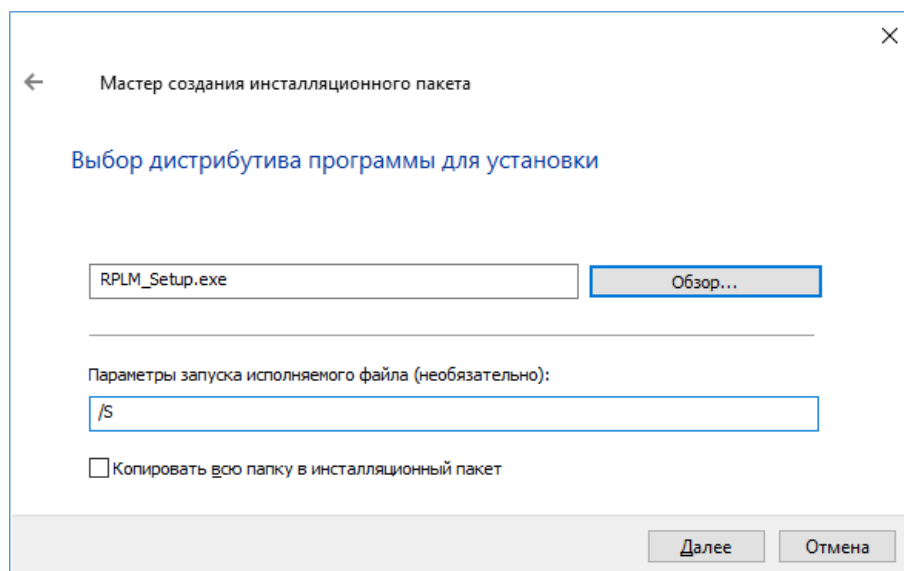 Мастер создания инсталляционного пакета
Выбор дистрибутива программы для установки
RPLM_Setup.exe
Обзор...
Параметры запуска исполняемого файла (необязательно):
/S
Копировать всю папку в инсталляционный пакет
Далее
Отмена